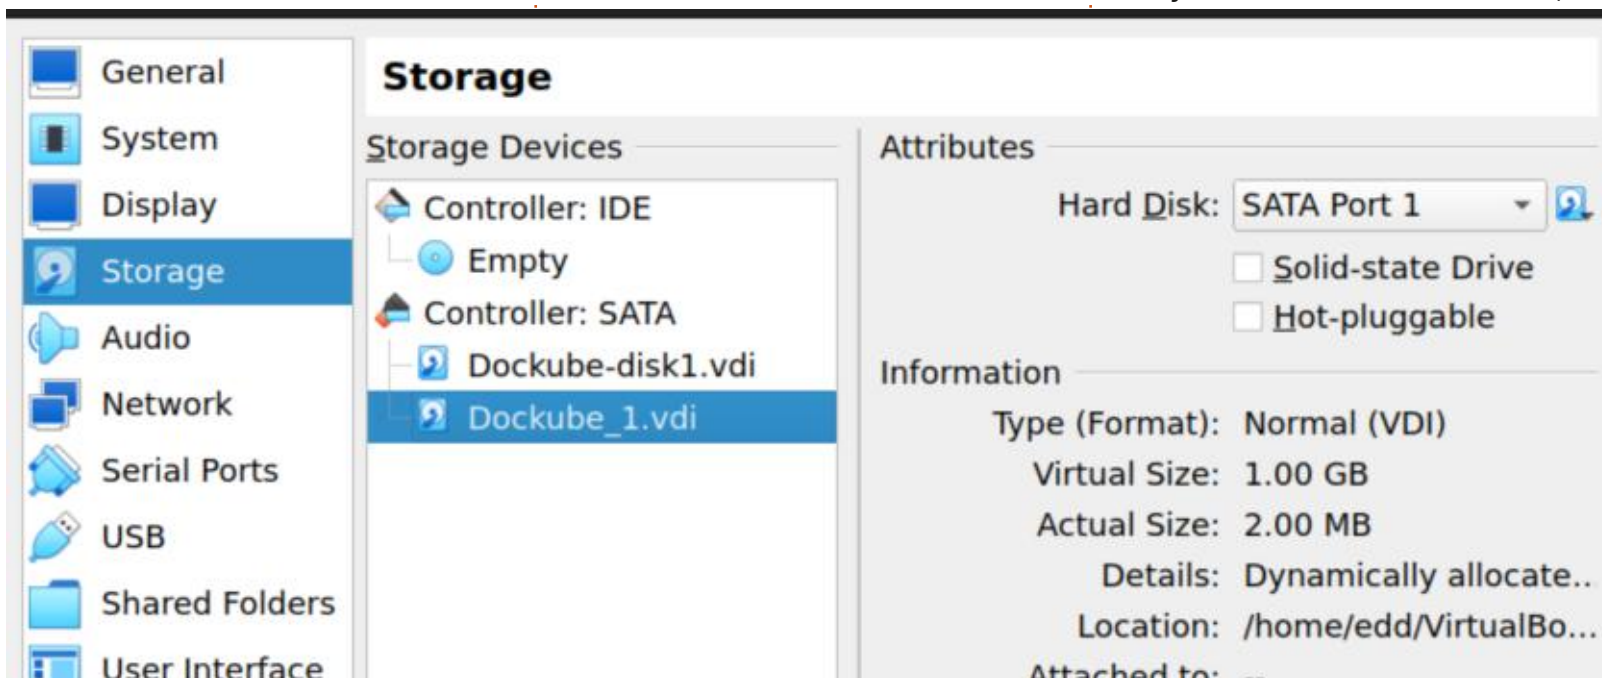 General
System
Display
Storage
Audio
Network
Serial Ports
USB
Shared Folders
User Interface
Storage
Storage Devices
Controller: IDE
Empty
Controller: SATA
Dockube-disk1.vdi
Dockube_1.vdi
Attributes
Hard Disk: SATA Port 1
Solid-state Drive
Hot-pluggable
Information
Type (Format): Normal (VDI)
Virtual Size: 1.00 GB
Actual Size: 2.00 MB
Details: Dynamically allocate..
Location: /home/edd/VirtualBo...
Attached to: --